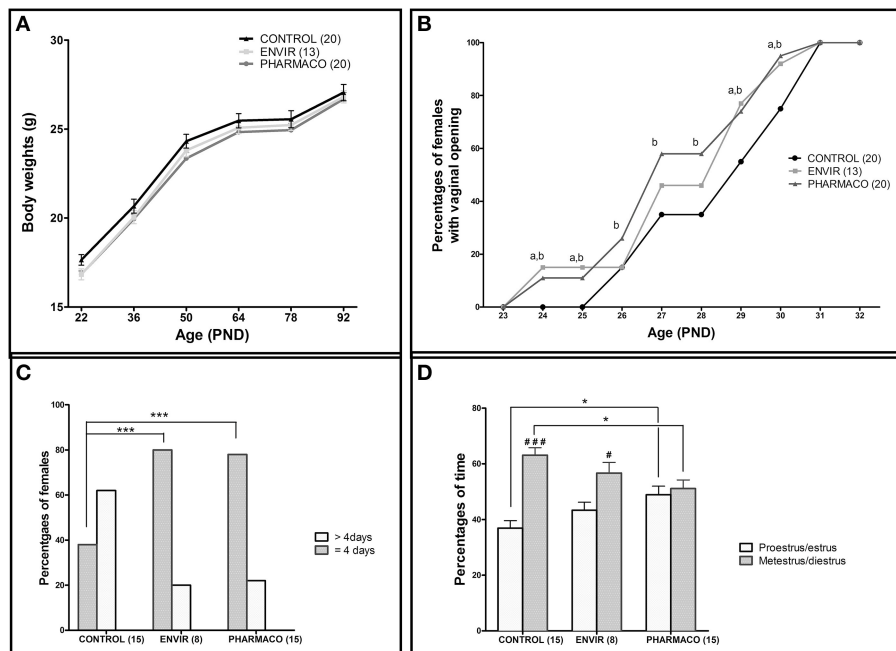 A
CONTROL (20)
ENVIR (13)
PHARMACO (20)
Body weights (g)
30
25
20
15
22 36 50 64 78 92
Age (PND)
B
Percentages of females
with vaginal opening
100
80
60
40
20
0
a,b a,b b b b a,b a,b
CONTROL (20)
ENVIR (13)
PHARMACO (20)
23 24 25 26 27 28 29 30 31 32
Age (PND)
C
Percentgaes of females
100
80
60
40
20
0
***
***
> 4days
= 4 days
CONTROL (15) ENVIR (8) PHARMACO (15)
D
Percentages of time
80
60
40
20
0
*
*
###
#
Proestrus/estrus
Metestrus/diestrus
CONTROL (15) ENVIR (8) PHARMACO (15)